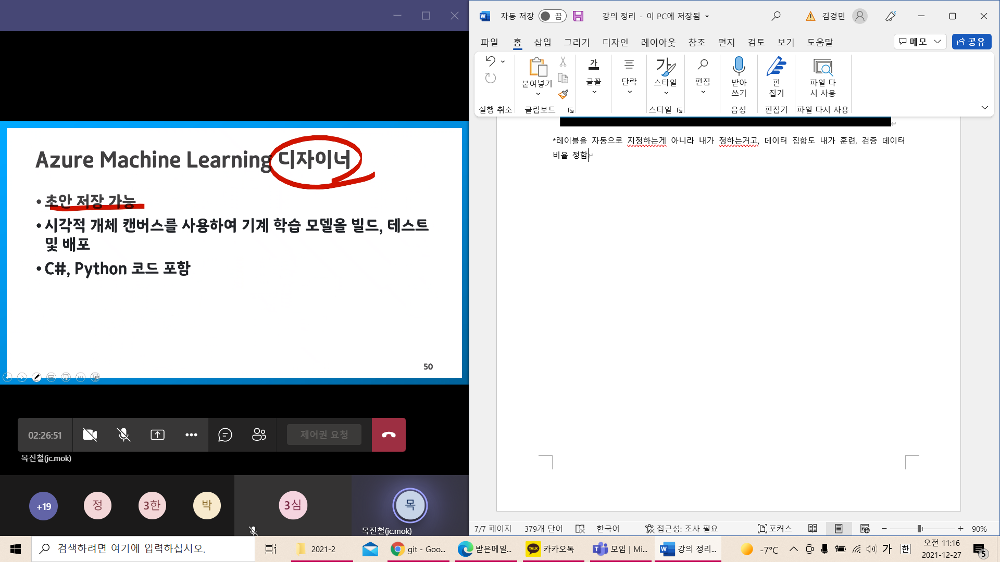 Azure Machine Learning 디자이너
• 초안 저장 가능
• 시각적 개체 캔버스를 사용하여 기계 학습 모델을 빌드, 테스트
및 배포
• C#, Python 코드 포함
50
02:26:51
제어권 요청
목진철(jc.mok)
+19
정
3한
박
3심
목
목진철(jc.mok)
자동 저장
끔
강의 정리 - 이 PC에 저장됨
김경민
파일 홈 삽입 그리기 디자인 레이아웃 참조 편지 검토 보기 도움말
메모
공유
붙여넣기
가
글꼴
단락
가
스타일
편집
받아
쓰기
편
집기
파일 다
시 사용
실행 취소 클립보드 스타일 음성 편집기 파일 다시 사용
*레이블을 자동으로 지정하는게 아니라 내가 정하는거고, 데이터 집합도 내가 훈련, 검증 데이터
비율 정함
7/7 페이지 379개 단어 한국어 접근성: 조사 필요 포커스 90%
검색하려면 여기에 입력하십시오.
2021-2
git - Goo...
받은메일...
TALK
카카오톡
모임 | Mi...
강의 정리...
-7°C
가
한
오전 11:16
2021-12-27
5